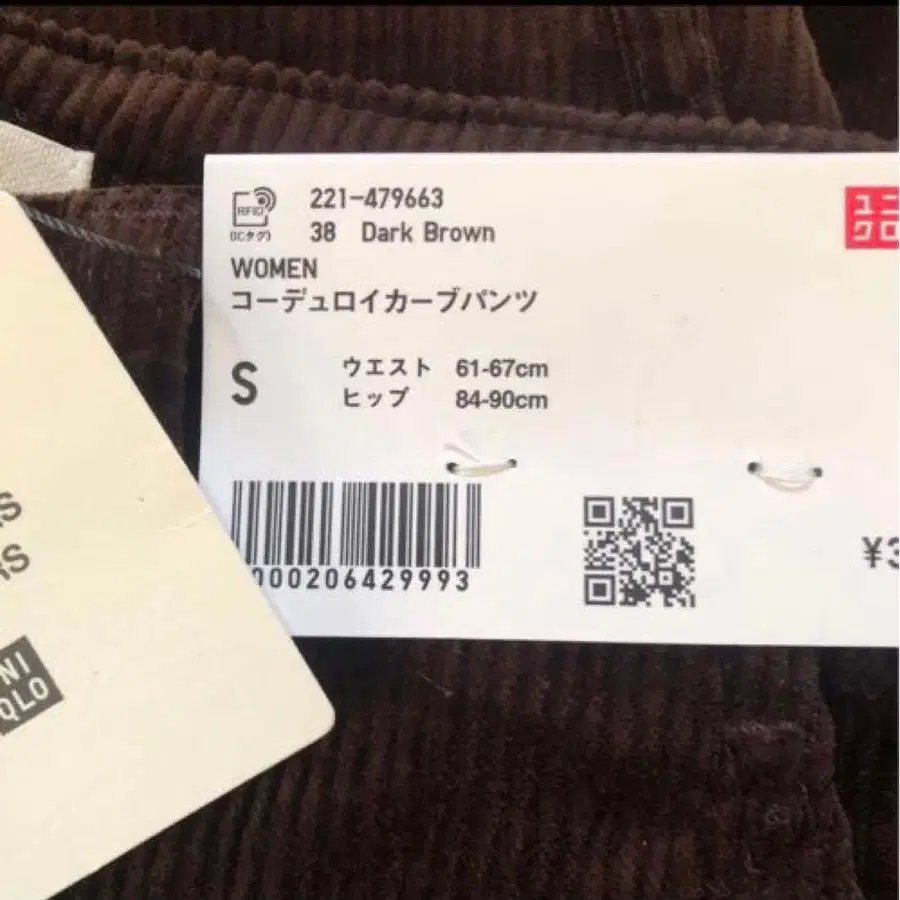 RFID
(ICタグ)
221-479663
38 Dark Brown
WOMEN
コーデュロイカーブパンツ
S
ウエスト 61-67cm
ヒップ 84-90cm
000206429993
¥3
ユニ
クロ
S
S
NI
QLO